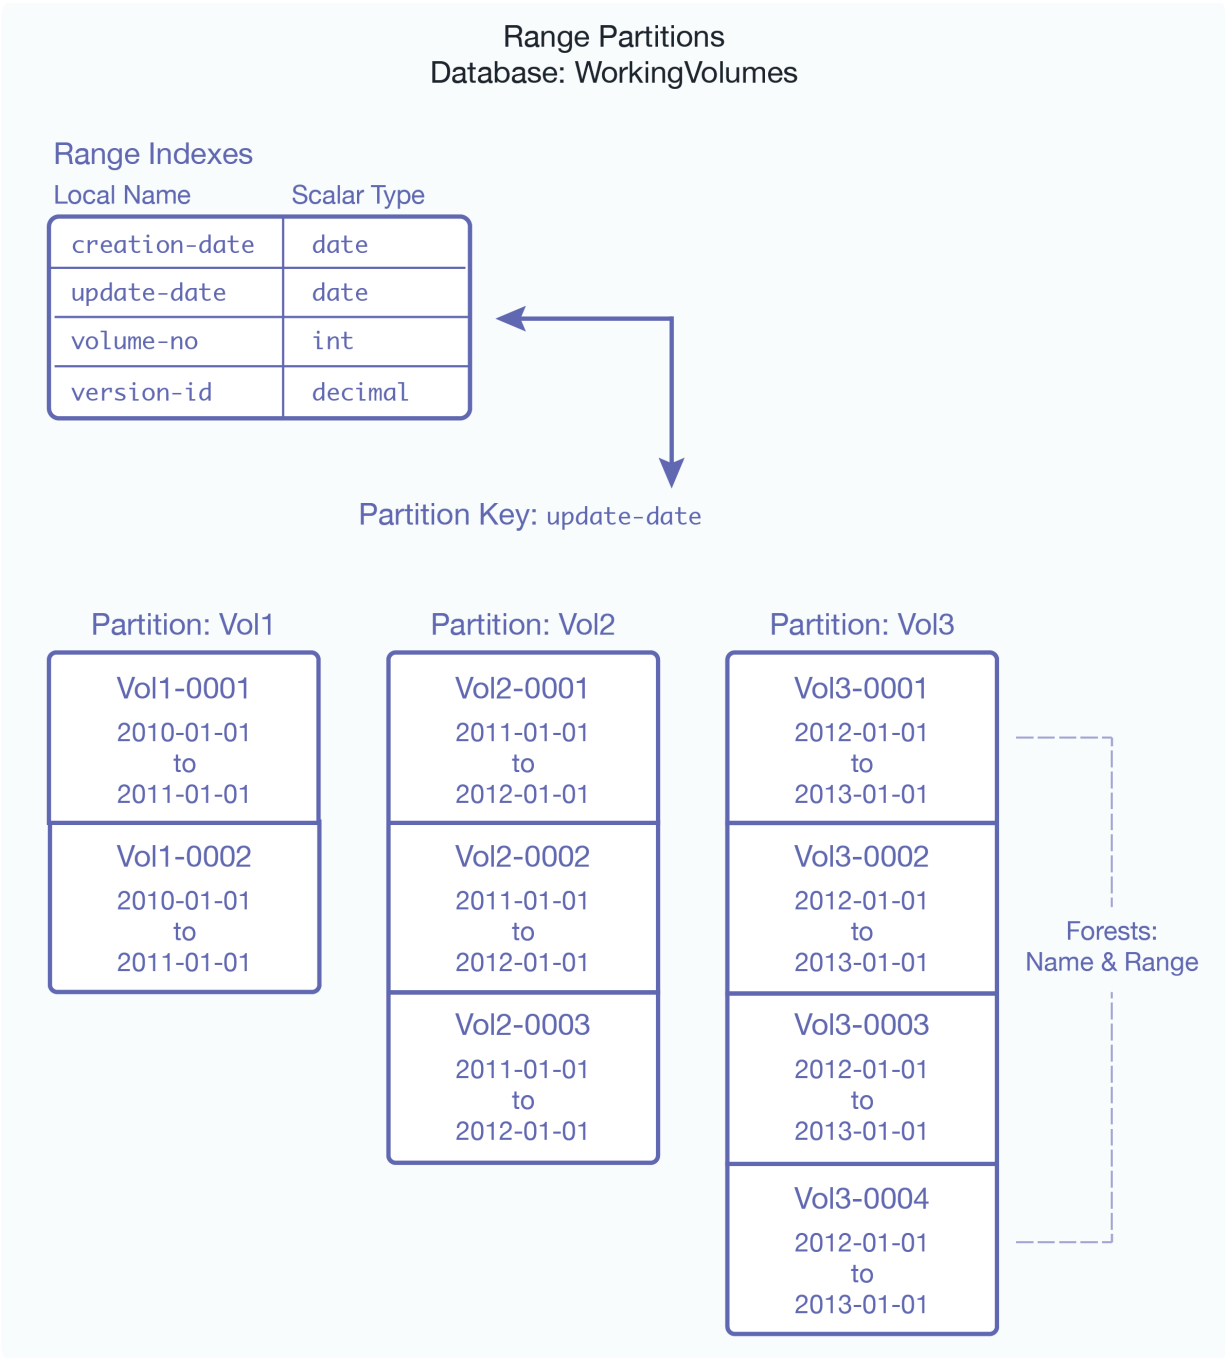 Range Partitions
Database: WorkingVolumes
Range Indexes
Local Name Scalar Type
creation-date date
update-date date
volume-no int
version-id decimal
Partition Key: update-date
Partition: Vol1
Vol1-0001
2010-01-01
to
2011-01-01
Vol1-0002
2010-01-01
to
2011-01-01
Partition: Vol2
Vol2-0001
2011-01-01
to
2012-01-01
Vol2-0002
2011-01-01
to
2012-01-01
Vol2-0003
2011-01-01
to
2012-01-01
Partition: Vol3
Vol3-0001
2012-01-01
to
2013-01-01
Vol3-0002
2012-01-01
to
2013-01-01
Vol3-0003
2012-01-01
to
2013-01-01
Vol3-0004
2012-01-01
to
2013-01-01
Forests:
Name & Range